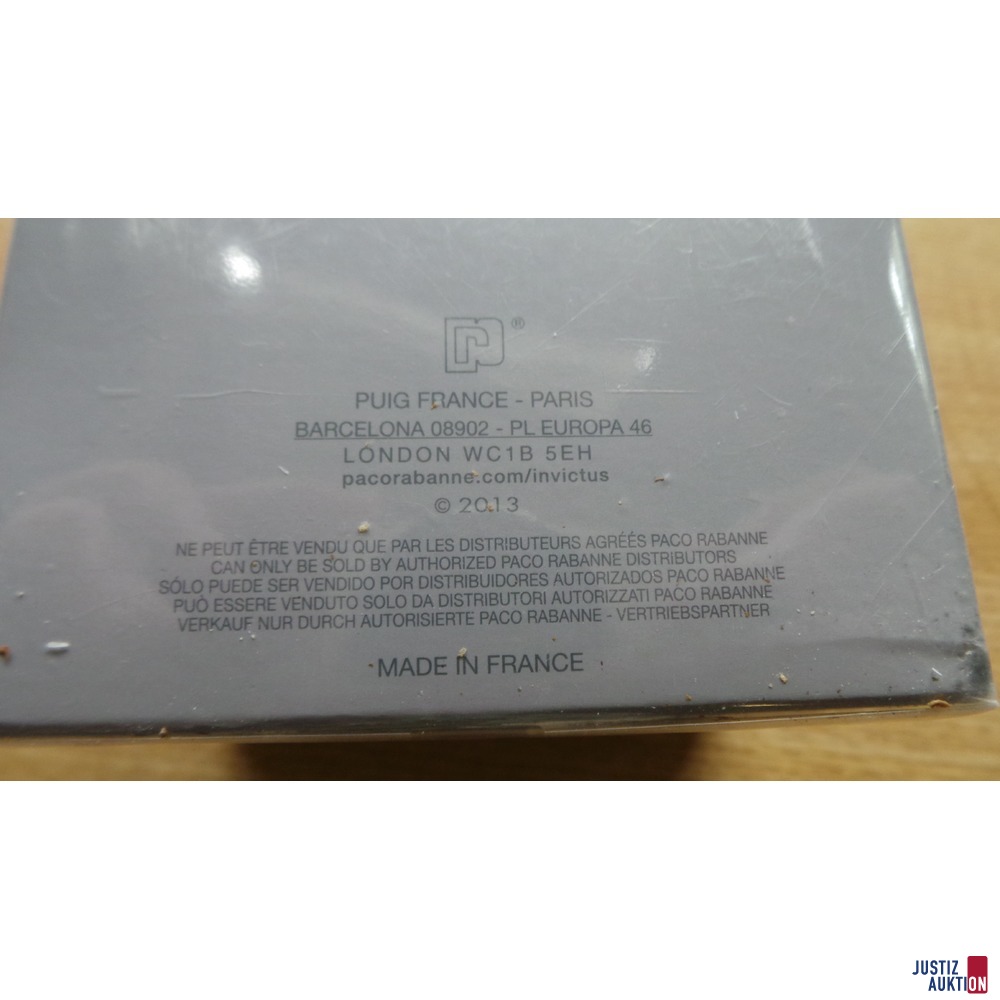 ®
PUIG FRANCE - PARIS
BARCELONA 08902 - PL EUROPA 46
LONDON WC1B 5EH
pacorabanne.com/invictus
© 2013
NE PEUT ÊTRE VENDU QUE PAR LES DISTRIBUTEURS AGRÉÉS PACO RABANNE
CAN ONLY BE SOLD BY AUTHORIZED PACO RABANNE DISTRIBUTORS
SÓLO PUEDE SER VENDIDO POR DISTRIBUIDORES AUTORIZADOS PACO RABANNE
PUÒ ESSERE VENDUTO SOLO DA DISTRIBUTORI AUTORIZZATI PACO RABANNE
VERKAUF NUR DURCH AUTORISIERTE PACO RABANNE - VERTRIEBSPARTNER
MADE IN FRANCE
JUSTIZ
AUKTION